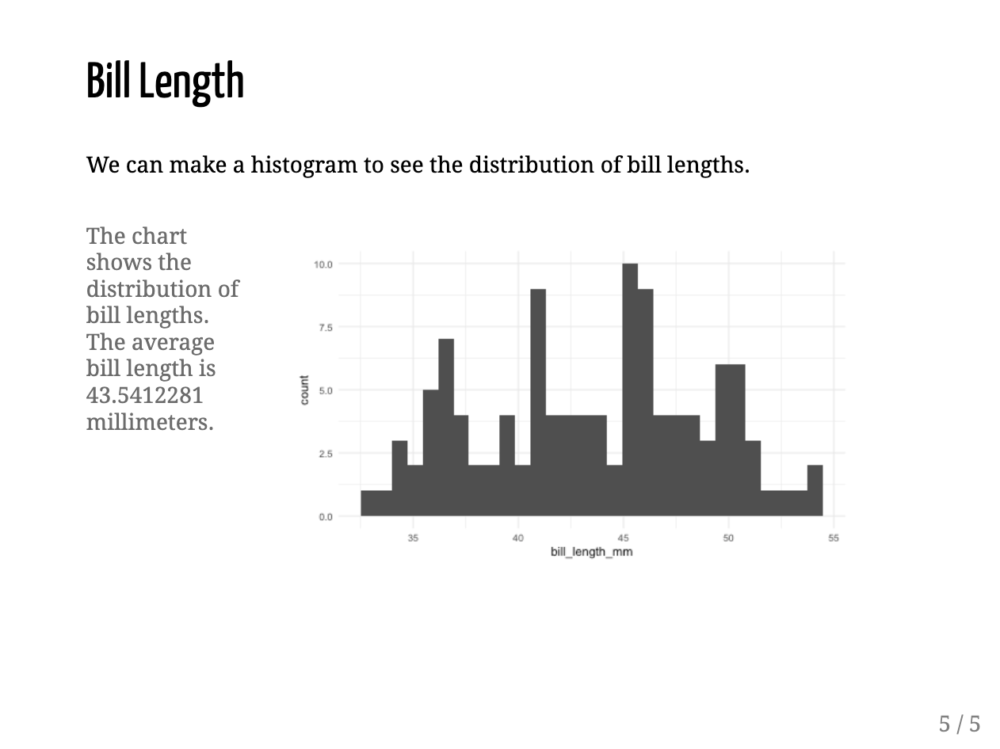 Bill Length
We can make a histogram to see the distribution of bill lengths.
The chart
shows the
distribution of
bill lengths.
The average
bill length is
43.5412281
millimeters.
10.0
7.5
5.0
2.5
0.0
count
35 40 45 50 55
bill_length_mm
5 / 5